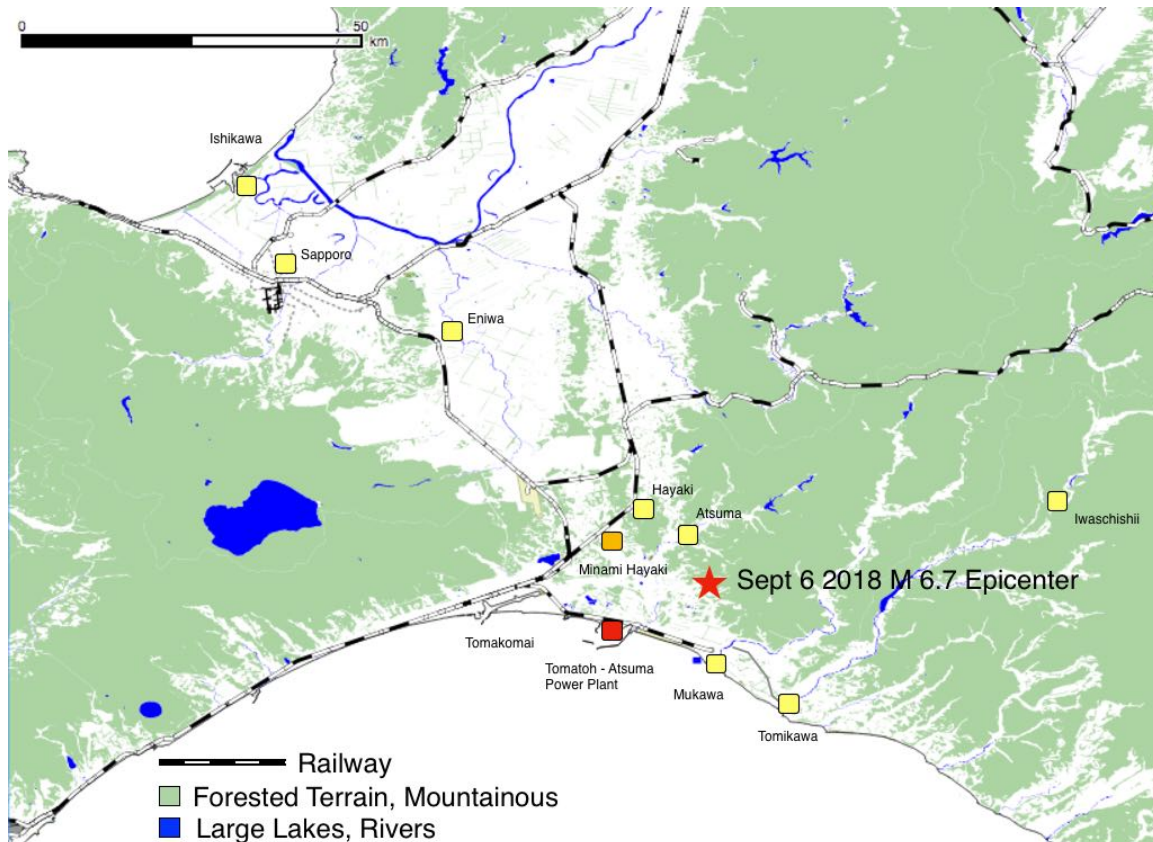 0 50
km
Ishikawa
Sapporo
Eniwa
Hayaki
Atsuma
Iwaschishii
Minami Hayaki
Sept 6 2018 M 6.7 Epicenter
Tomakomai
Tomatoh - Atsuma
Power Plant
Mukawa
Tomikawa
Railway
Forested Terrain, Mountainous
Large Lakes, Rivers